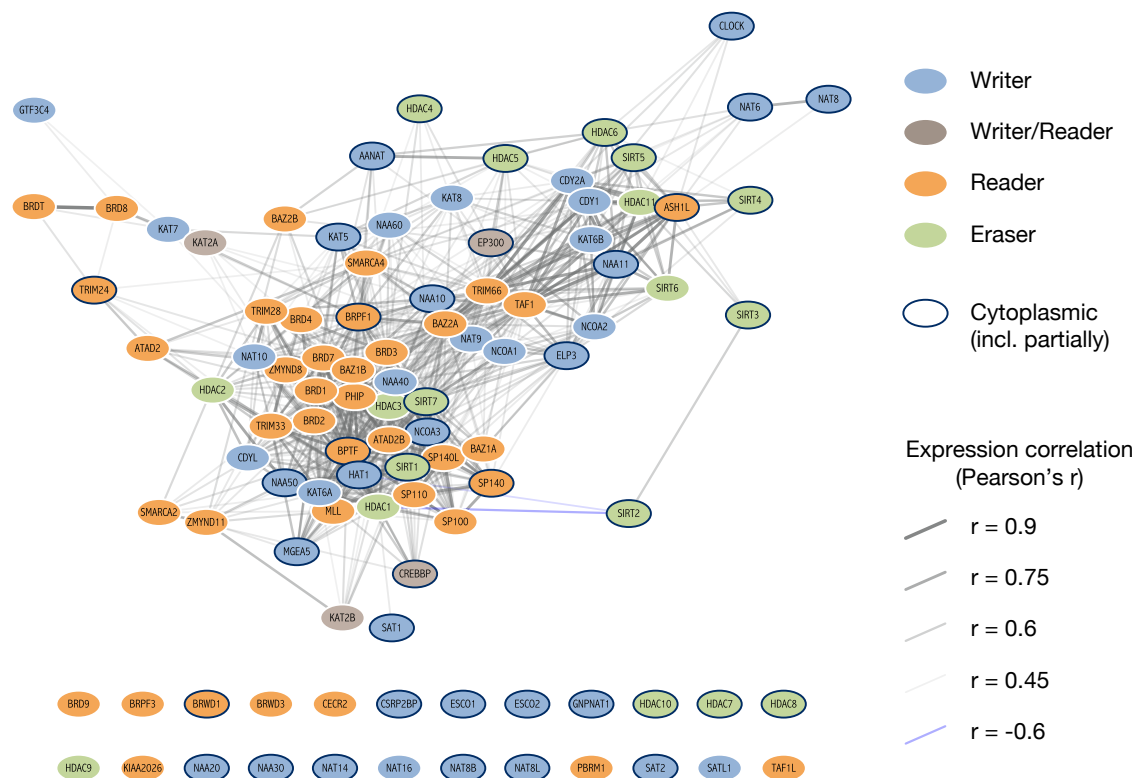 CLOCK
NAT8
NAT6
GTF3C4
HDAC4
HDAC6
AANAT
HDAC5
SIRT5
CDY2A
KAT8
CDY1
HDAC11
ASH1L
SIRT4
BRDT
BRD8
BAZ2B
NAA60
KAT7
KAT2A
KAT5
EP300
KAT6B
SMARCA4
NAA11
TRIM24
TRIM66
SIRT6
NAA10
TAF1
TRIM28
BRD4
BRPF1
SIRT3
BAZ2A
NCOA2
NAT9
ATAD2
NAT10
BRD7
BRD3
NCOA1
ELP3
ZMYND8
BAZ1B
NAA40
HDAC2
BRD1
PHIP
HDAC3
SIRT7
TRIM33
BRD2
NCOA3
ATAD2B
CDYL
BPTF
SP140L
BAZ1A
HAT1
SIRT1
NAA50
SP140
KAT6A
SP110
SMARCA2
ZMYND11
MLL
HDAC1
SP100
SIRT2
MGEA5
CREBBP
KAT2B
SAT1
BRD9 BRPF3 BRWD1 BRWD3 CECR2 CSRP2BP ESCO1 ESCO2 GNPNAT1 HDAC10 HDAC7 HDAC8
HDAC9 KIAA2026 NAA20 NAA30 NAT14 NAT16 NAT8B NAT8L PBRM1 SAT2 SATL1 TAF1L
Writer
Writer/Reader
Reader
Eraser
Cytoplasmic
(incl. partially)
Expression correlation
(Pearson's r)
r = 0.9
r = 0.75
r = 0.6
r = 0.45
r = -0.6